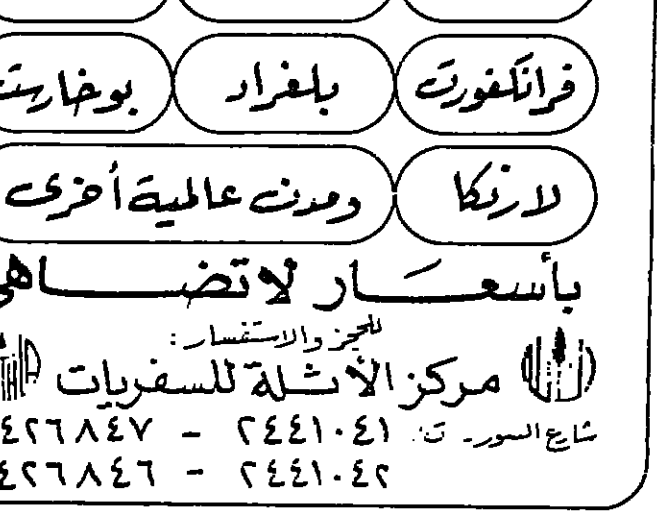 فرانكفورت بلغراد بوخارست
لارنكا ومدن عالمية أخرى
بأسعار لا تضاهى
للحجز والاستفسار:
مركز الأثلة للسفريات
شارع السور - ت: ٢٤٤١٠٤١ - ٤٢٦٨٤٧
٢٤٤١٠٤٢ - ٤٢٦٨٤٦